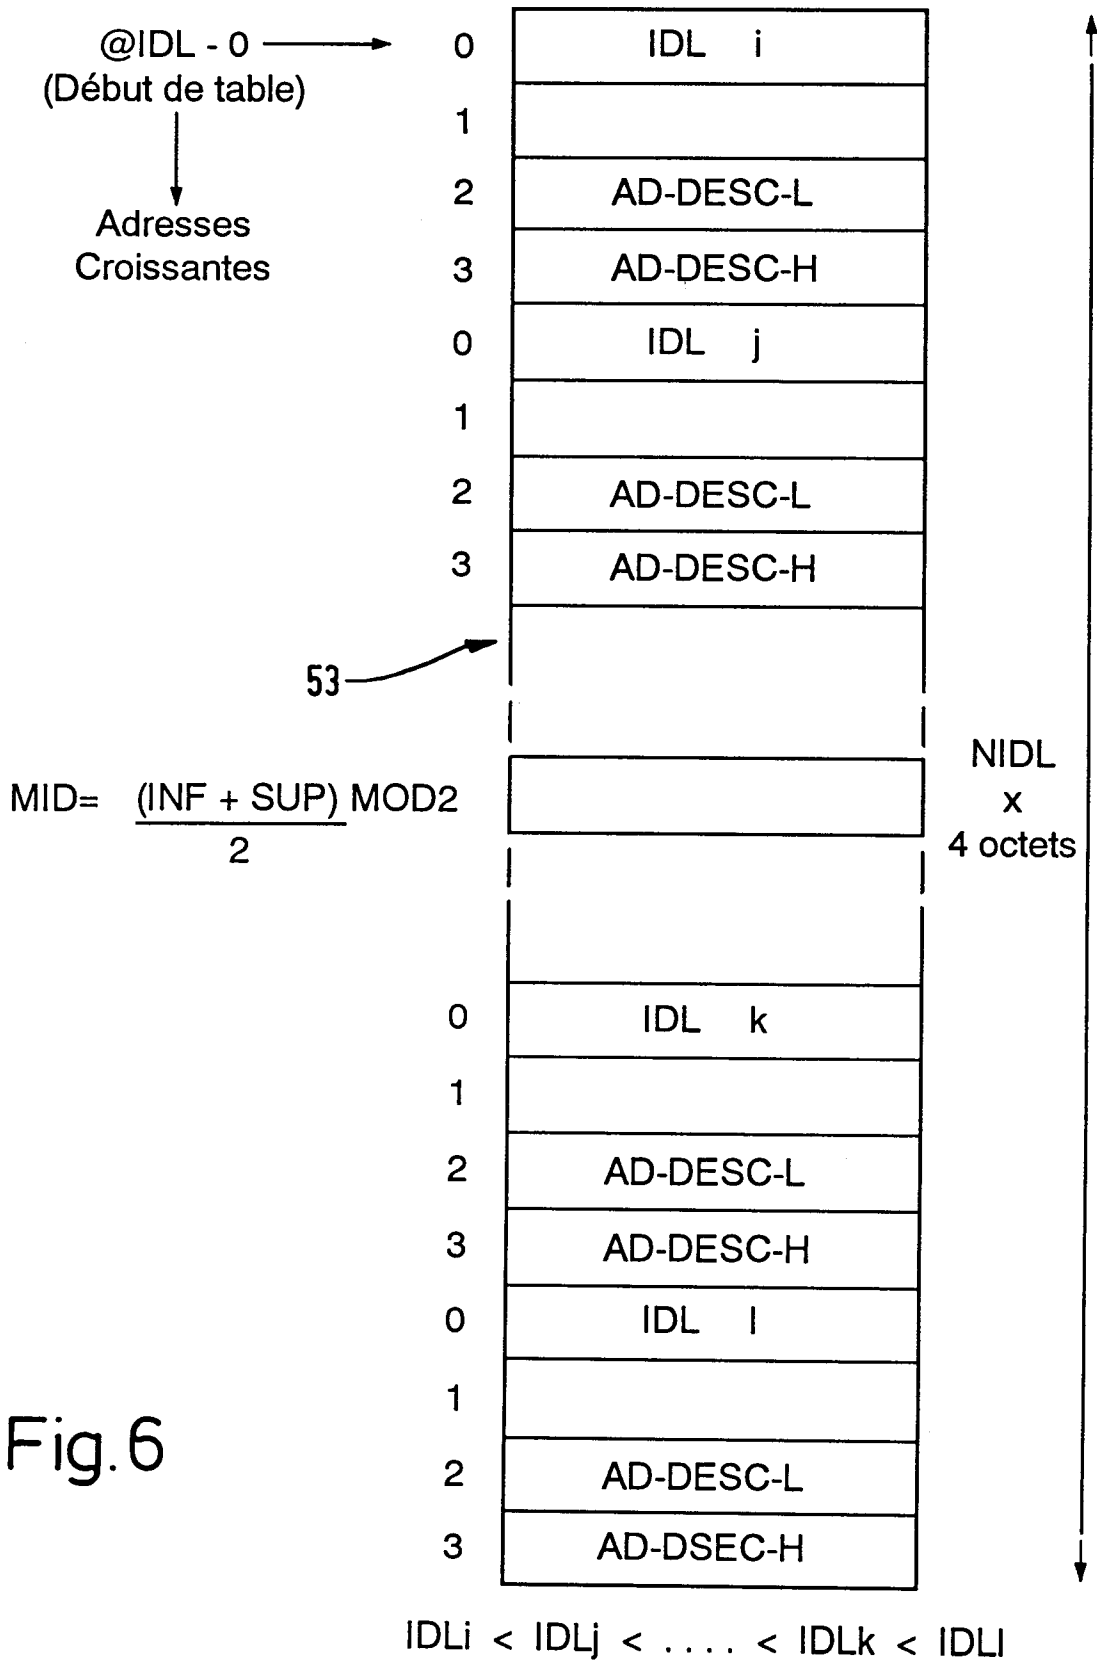 @IDL - 0
(Début de table)
Adresses
Croissantes
0 IDL i
1
2 AD-DESC-L
3 AD-DESC-H
0 IDL j
1
2 AD-DESC-L
3 AD-DESC-H
53
MID= (INF + SUP) MOD2
2
NIDL
x
4 octets
0 IDL k
1
2 AD-DESC-L
3 AD-DESC-H
0 IDL l
1
2 AD-DESC-L
3 AD-DSEC-H
Fig.6
IDLi < IDLj < . . . . < IDLk < IDLl